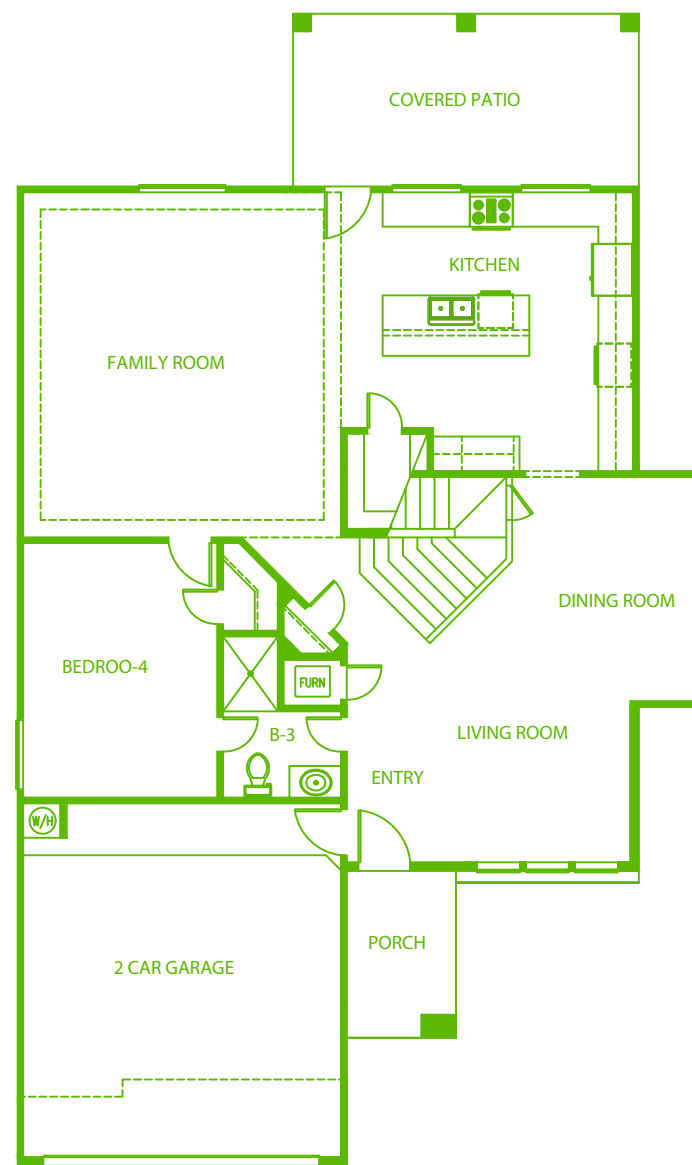 COVERED PATIO
KITCHEN
FAMILY ROOM
DINING ROOM
BEDROO-4
FURN
B-3
LIVING ROOM
ENTRY
W/H
PORCH
2 CAR GARAGE